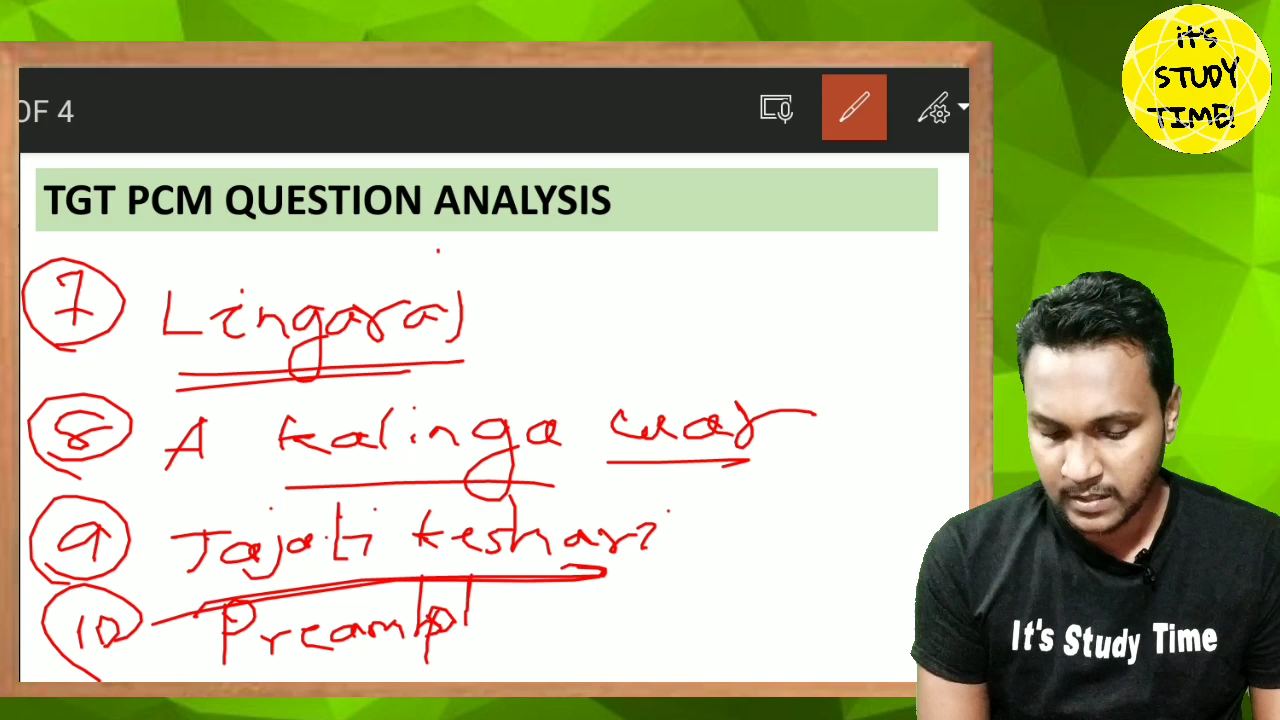 it's
STUDY
TIME!
OF 4
TGT PCM QUESTION ANALYSIS
7 Lingaraj
8 A kalinga war
9 Jajati keshari
10 Preambl
It's Study Time